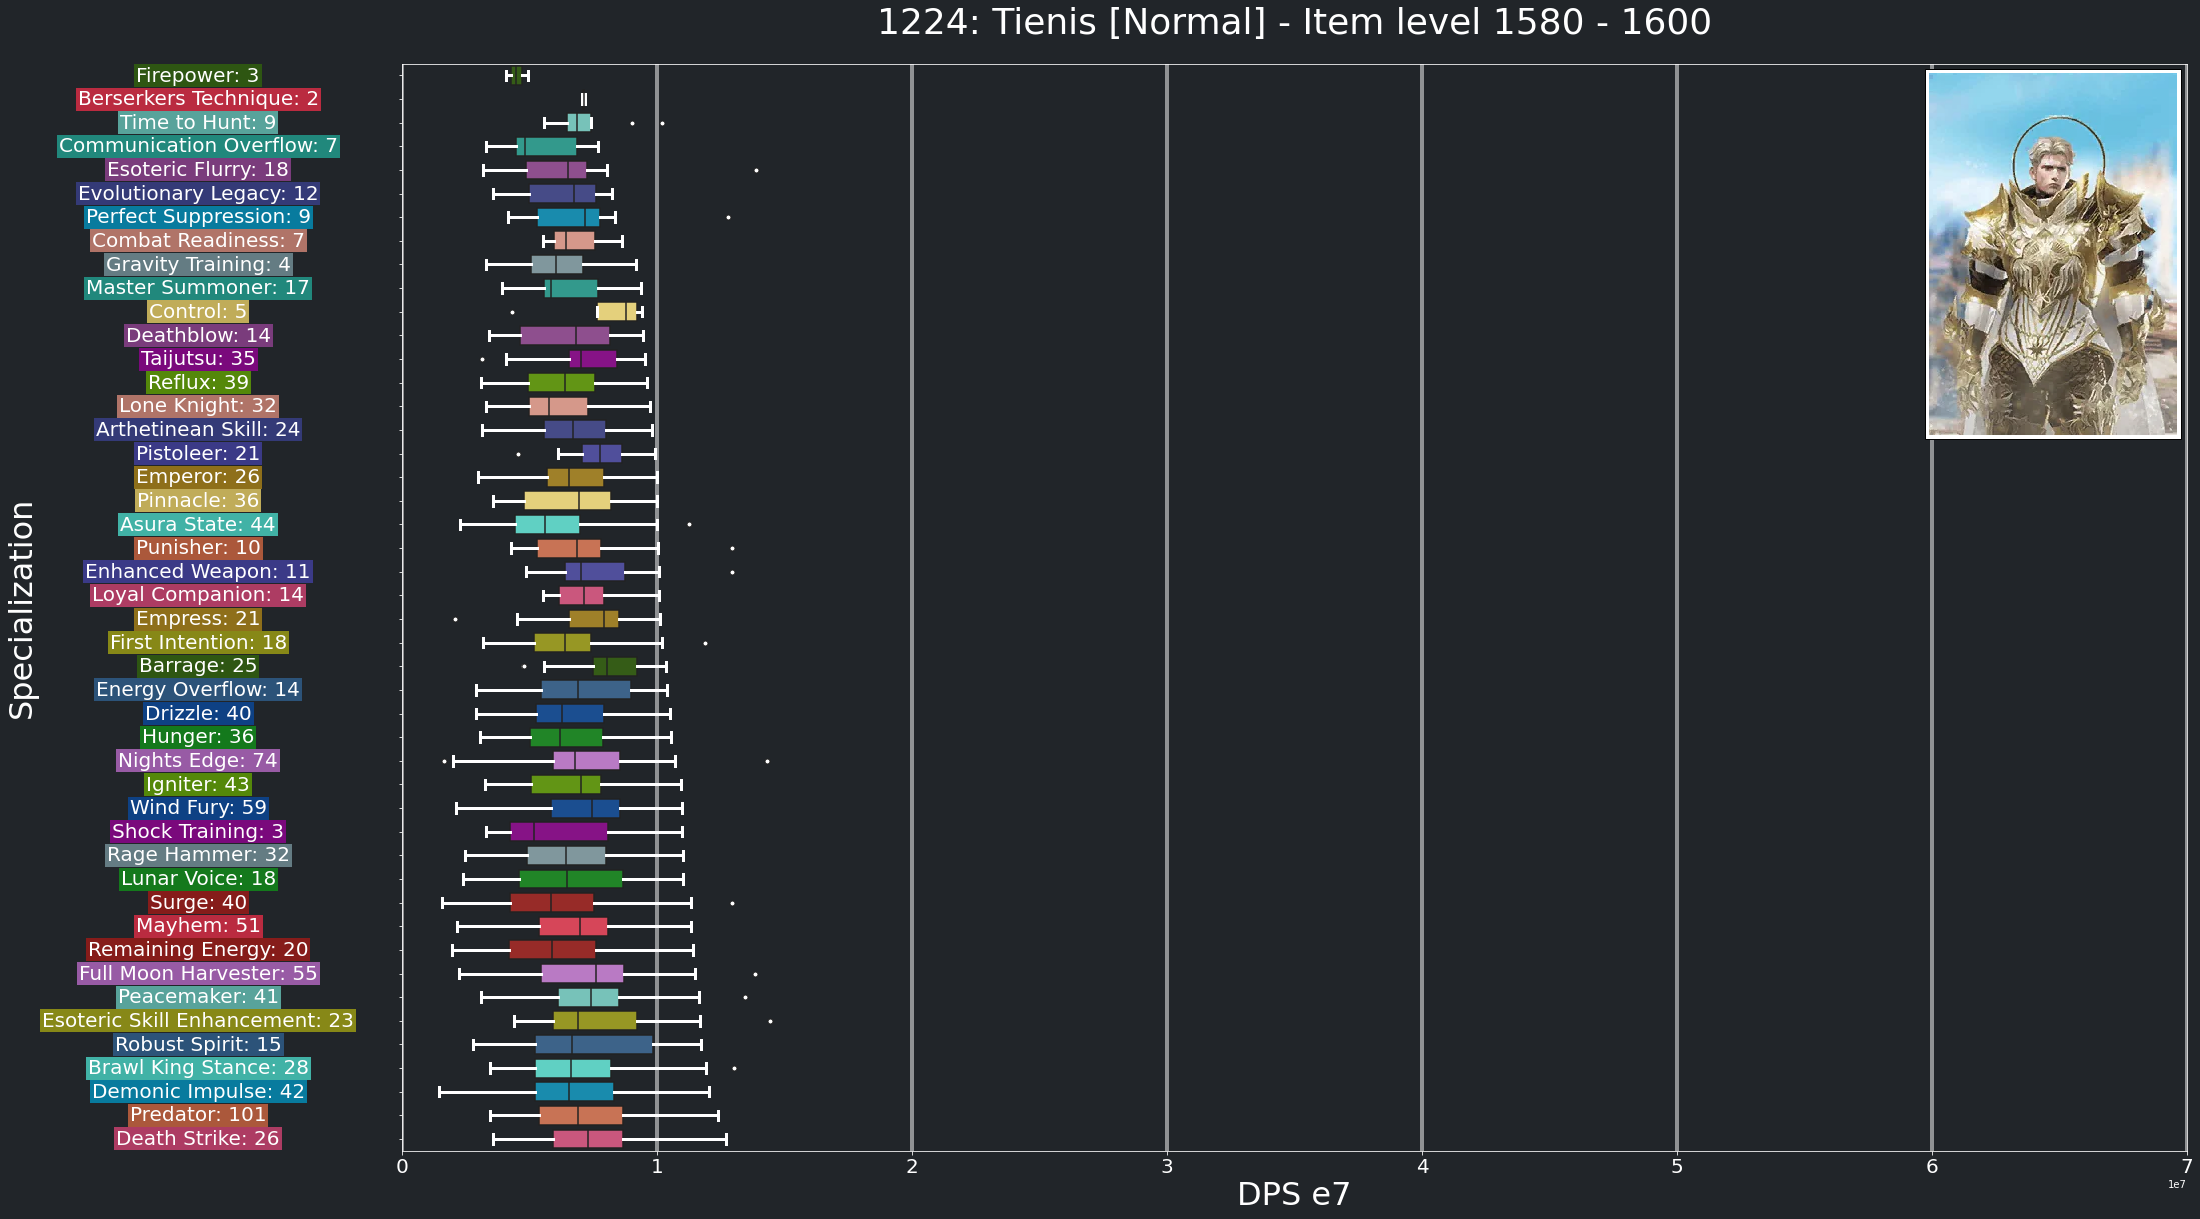 1224: Tienis [Normal] - Item level 1580 - 1600
Specialization
Firepower: 3
Berserkers Technique: 2
Time to Hunt: 9
Communication Overflow: 7
Esoteric Flurry: 18
Evolutionary Legacy: 12
Perfect Suppression: 9
Combat Readiness: 7
Gravity Training: 4
Master Summoner: 17
Control: 5
Deathblow: 14
Taijutsu: 35
Reflux: 39
Lone Knight: 32
Arthetinean Skill: 24
Pistoleer: 21
Emperor: 26
Pinnacle: 36
Asura State: 44
Punisher: 10
Enhanced Weapon: 11
Loyal Companion: 14
Empress: 21
First Intention: 18
Barrage: 25
Energy Overflow: 14
Drizzle: 40
Hunger: 36
Nights Edge: 74
Igniter: 43
Wind Fury: 59
Shock Training: 3
Rage Hammer: 32
Lunar Voice: 18
Surge: 40
Mayhem: 51
Remaining Energy: 20
Full Moon Harvester: 55
Peacemaker: 41
Esoteric Skill Enhancement: 23
Robust Spirit: 15
Brawl King Stance: 28
Demonic Impulse: 42
Predator: 101
Death Strike: 26
0 1 2 3 4 5 6 7
1e7
DPS e7